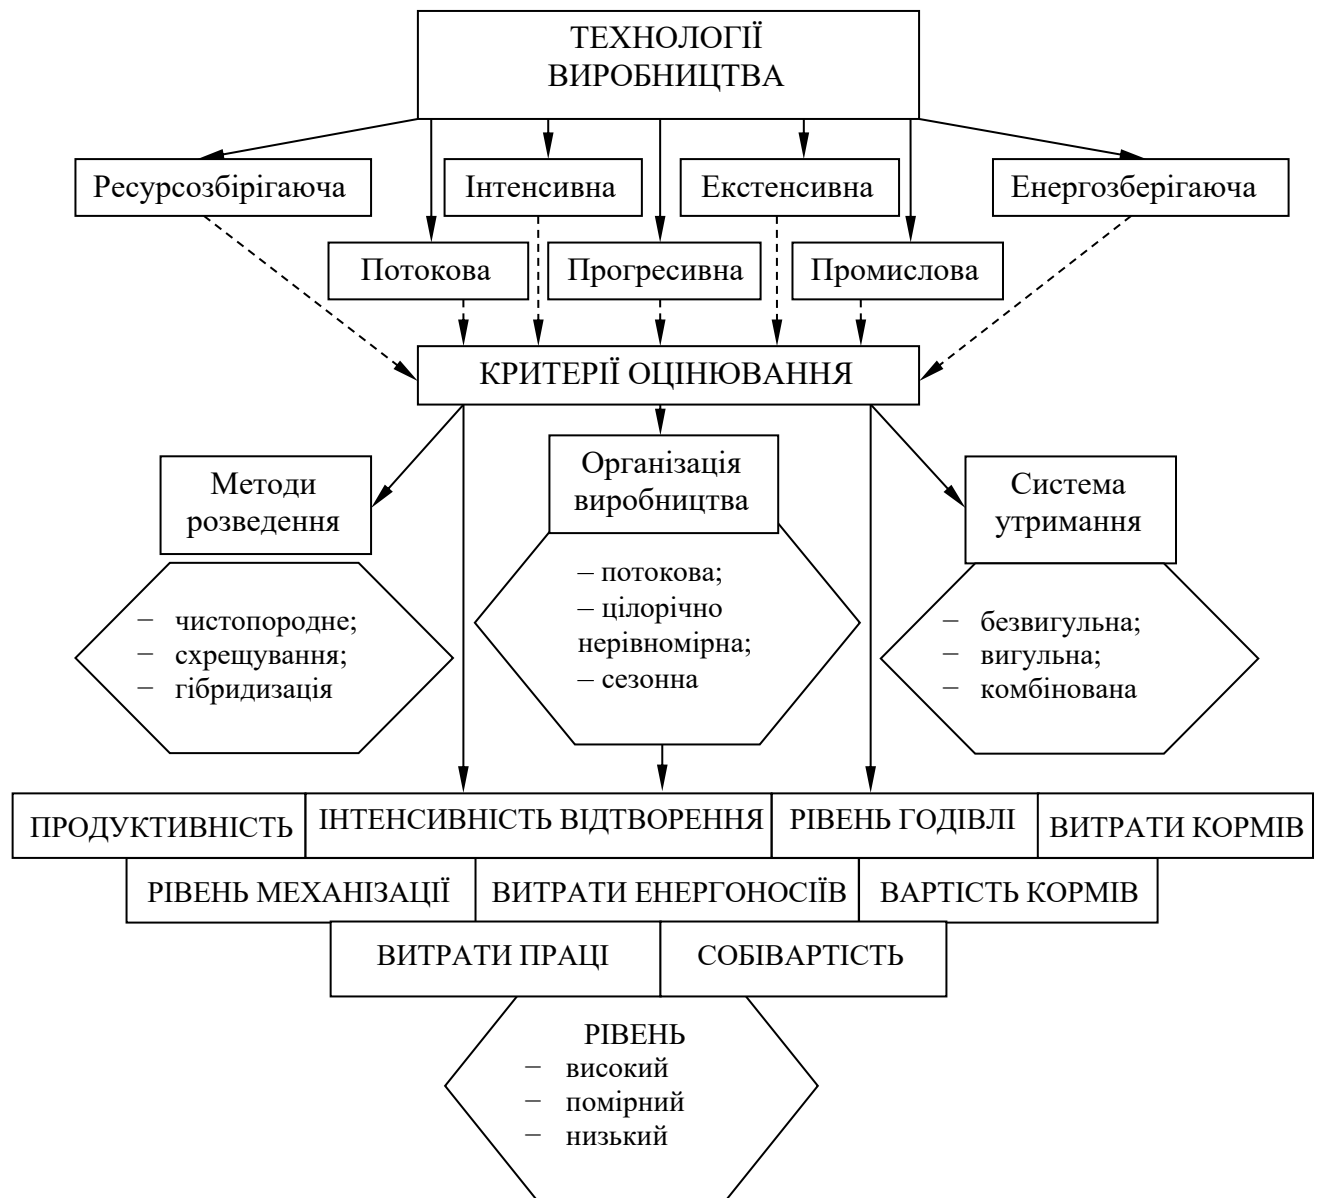 ТЕХНОЛОГІЇ
ВИРОБНИЦТВА
Ресурсозбірігаюча
Інтенсивна
Екстенсивна
Енергозберігаюча
Потокова
Прогресивна
Промислова
КРИТЕРІЇ ОЦІНЮВАННЯ
Методи
розведення
Організація
виробництва
Система
утримання
– чистопородне;
– схрещування;
– гібридизація
– потокова;
– цілорічно
нерівномірна;
– сезонна
– безвигульна;
– вигульна;
– комбінована
ПРОДУКТИВНІСТЬ
ІНТЕНСИВНІСТЬ ВІДТВОРЕННЯ
РІВЕНЬ ГОДІВЛІ
ВИТРАТИ КОРМІВ
РІВЕНЬ МЕХАНІЗАЦІЇ
ВИТРАТИ ЕНЕРГОНОСІЇВ
ВАРТІСТЬ КОРМІВ
ВИТРАТИ ПРАЦІ
СОБІВАРТІСТЬ
РІВЕНЬ
– високий
– помірний
– низький